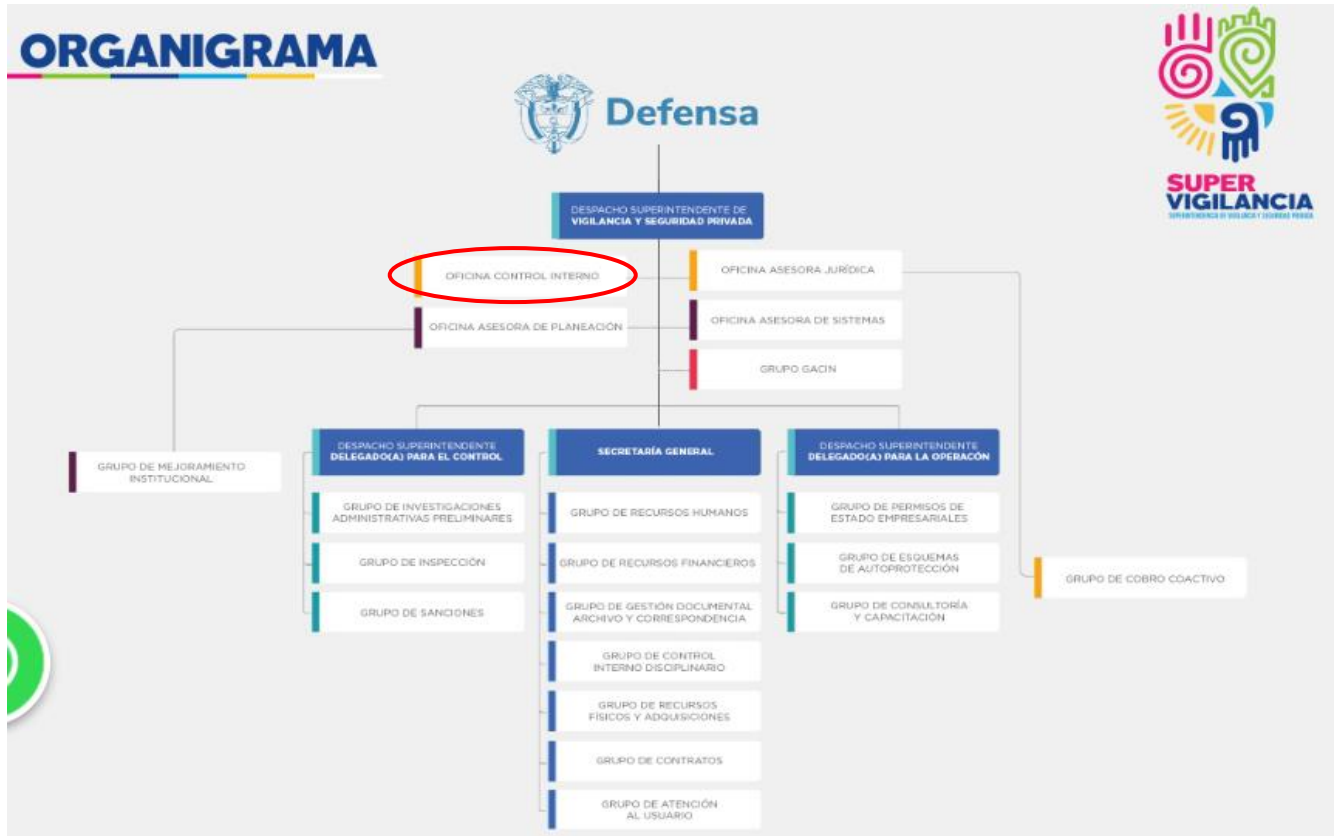 ORGANIGRAMA
Defensa
SUPER
VIGILANCIA
SUPERINTENDENCIA DE VIGILANCIA Y SEGURIDAD PRIVADA
DESPACHO SUPERINTENDENTE DE
VIGILANCIA Y SEGURIDAD PRIVADA
OFICINA CONTROL INTERNO
OFICINA ASESORA JURÍDICA
OFICINA ASESORA DE PLANEACIÓN
OFICINA ASESORA DE SISTEMAS
GRUPO GACIN
GRUPO DE MEJORAMIENTO
INSTITUCIONAL
DESPACHO SUPERINTENDENTE
DELEGADO(A) PARA EL CONTROL
GRUPO DE INVESTIGACIONES
ADMINISTRATIVAS PRELIMINARES
GRUPO DE INSPECCIÓN
GRUPO DE SANCIONES
SECRETARÍA GENERAL
GRUPO DE RECURSOS HUMANOS
GRUPO DE RECURSOS FINANCIEROS
GRUPO DE GESTIÓN DOCUMENTAL
ARCHIVO Y CORRESPONDENCIA
GRUPO DE CONTROL
INTERNO DISCIPLINARIO
GRUPO DE RECURSOS
FÍSICOS Y ADQUISICIONES
GRUPO DE CONTRATOS
GRUPO DE ATENCIÓN
AL USUARIO
DESPACHO SUPERINTENDENTE
DELEGADO(A) PARA LA OPERACÓN
GRUPO DE PERMISOS DE
ESTADO EMPRESARIALES
GRUPO DE ESQUEMAS
DE AUTOPROTECCIÓN
GRUPO DE CONSULTORÍA
Y CAPACITACIÓN
GRUPO DE COBRO COACTIVO